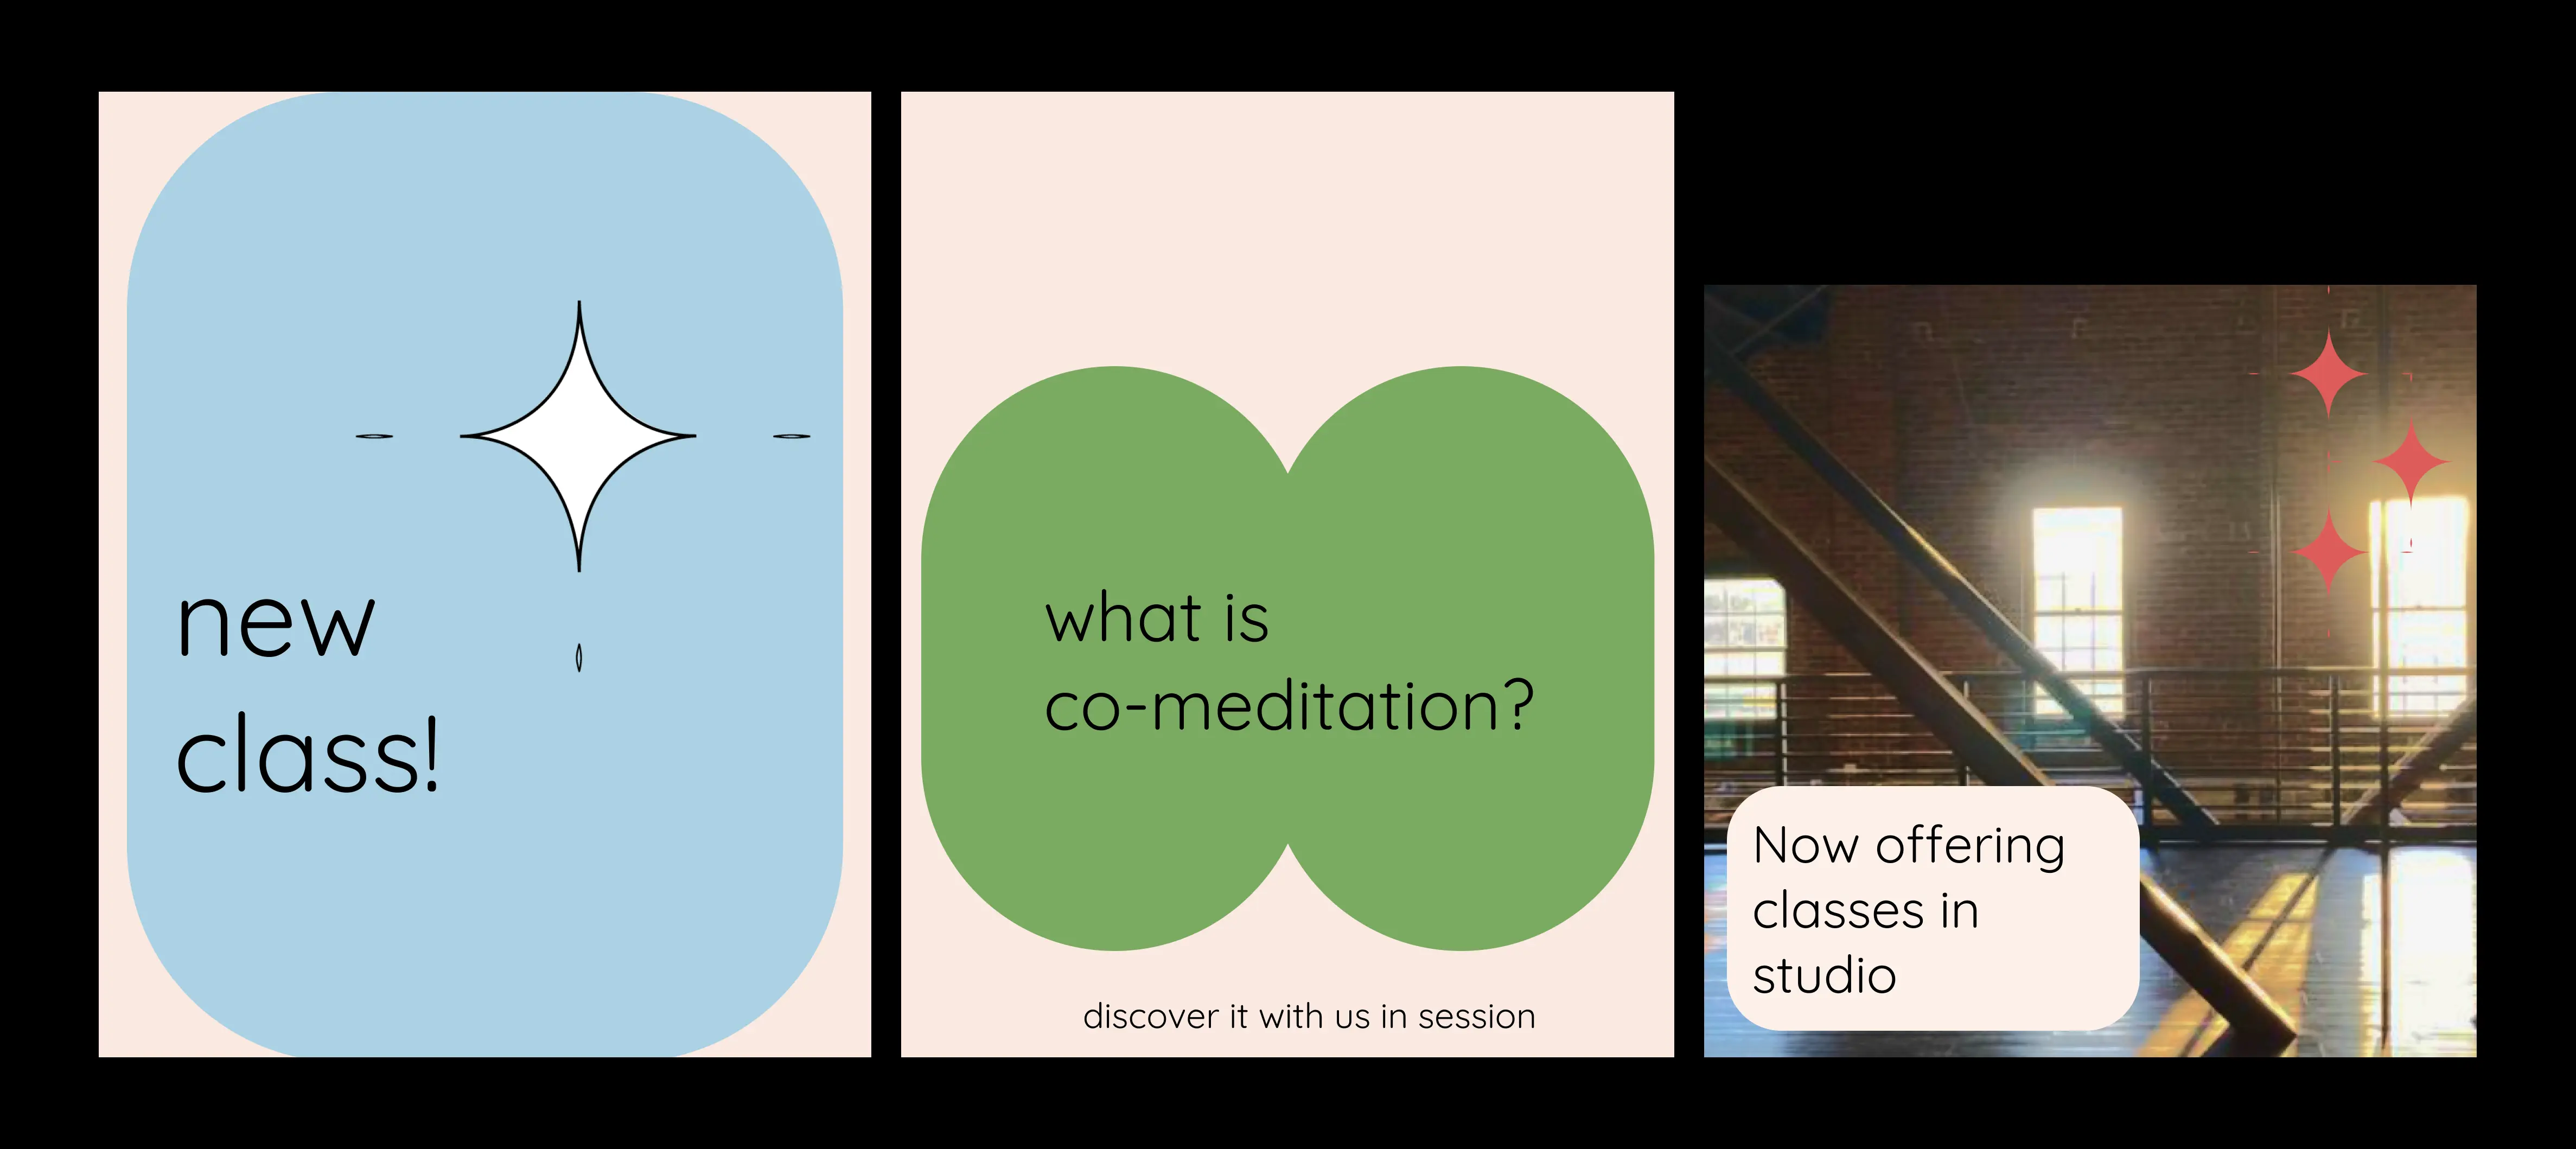 new
class!
what is
co-meditation?
discover it with us in session
Now offering
classes in
studio